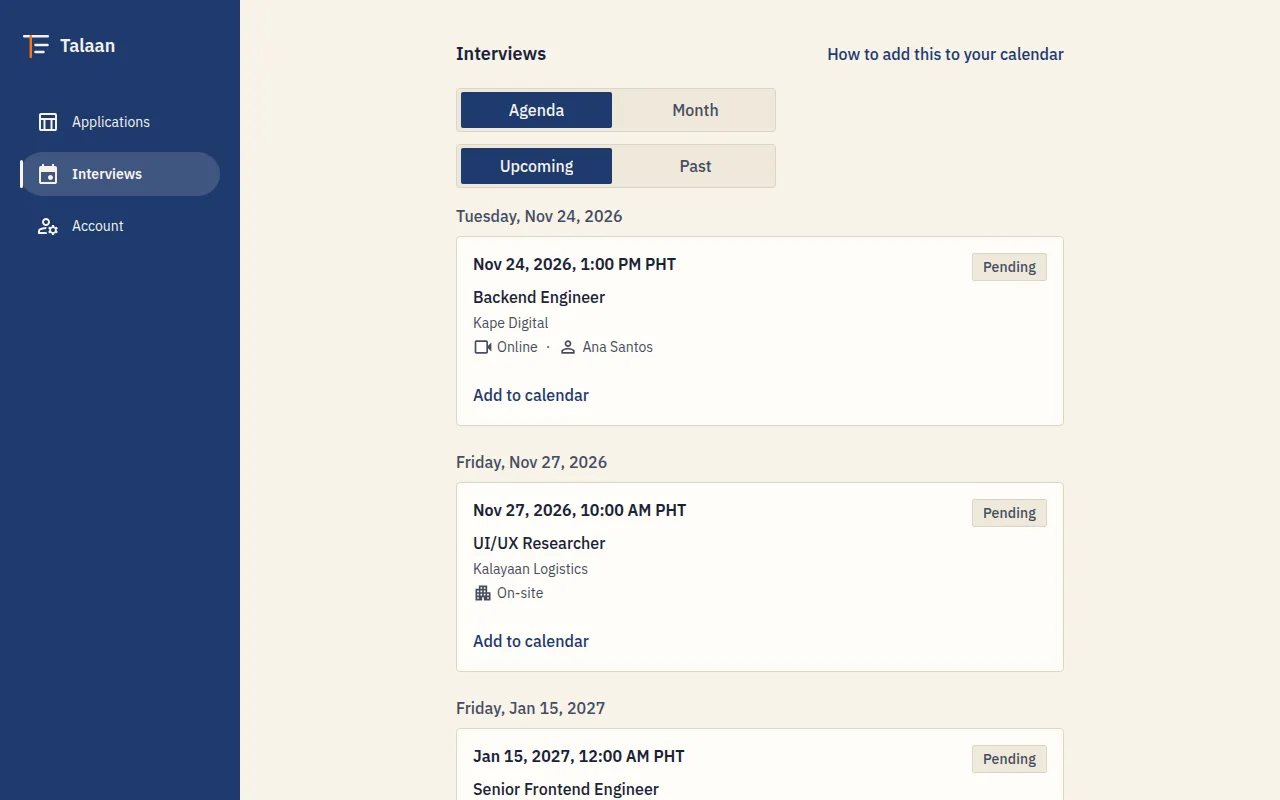 Talaan
Applications
Interviews
Account
Interviews
How to add this to your calendar
Agenda
Month
Upcoming
Past
Tuesday, Nov 24, 2026
Nov 24, 2026, 1:00 PM PHT
Pending
Backend Engineer
Kape Digital
Online · Ana Santos
Add to calendar
Friday, Nov 27, 2026
Nov 27, 2026, 10:00 AM PHT
Pending
UI/UX Researcher
Kalayaan Logistics
On-site
Add to calendar
Friday, Jan 15, 2027
Jan 15, 2027, 12:00 AM PHT
Pending
Senior Frontend Engineer